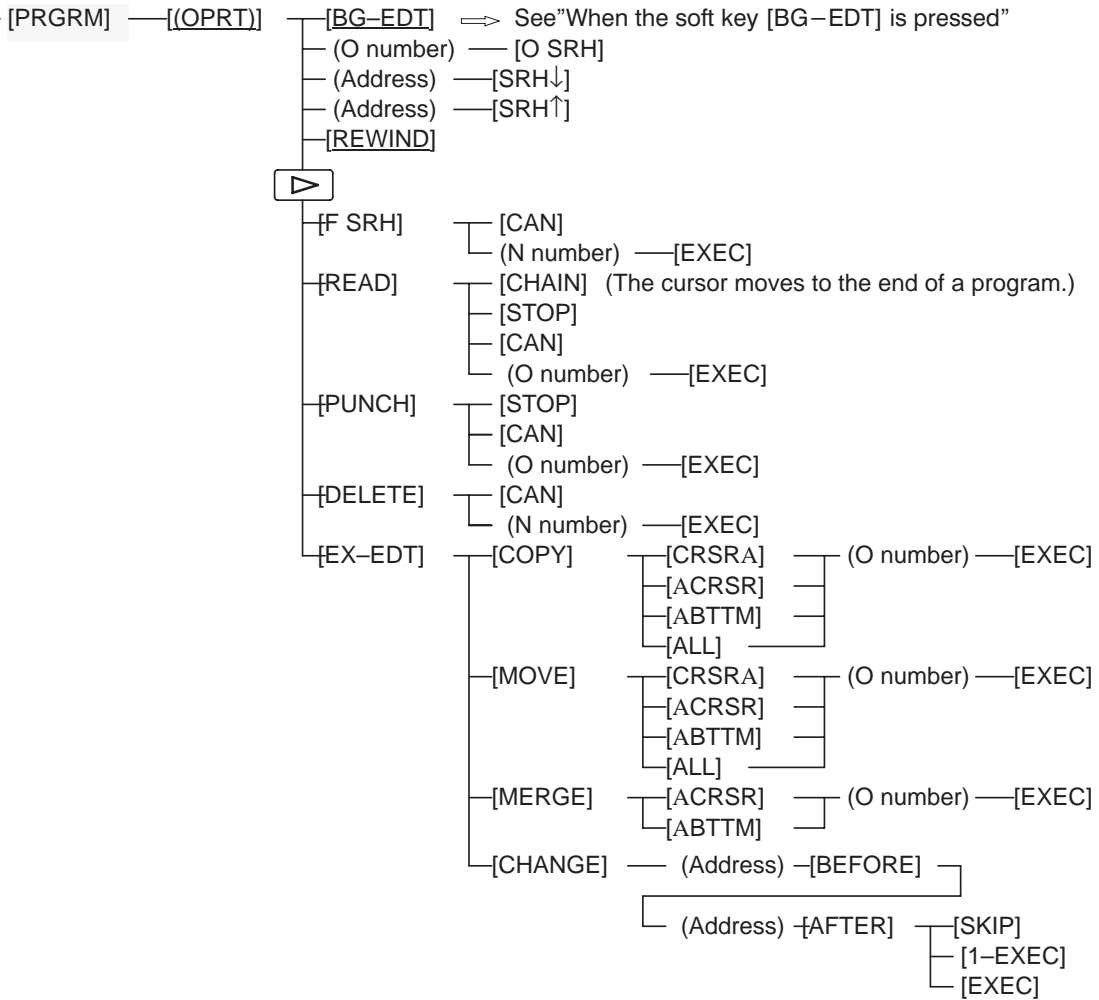 [PRGRM] [(OPRT)] [BG–EDT] See”When the soft key [BG–EDT] is pressed”
(O number) [O SRH]
(Address) [SRH↓]
(Address) [SRH↑]
[REWIND]
[F SRH] [CAN]
(N number) [EXEC]
[READ] [CHAIN] (The cursor moves to the end of a program.)
[STOP]
[CAN]
(O number) [EXEC]
[PUNCH] [STOP]
[CAN]
(O number) [EXEC]
[DELETE] [CAN]
(N number) [EXEC]
[EX–EDT] [COPY] [CRSRA] (O number) [EXEC]
[ACRSR]
[ABTTM]
[ALL]
[MOVE] [CRSRA] (O number) [EXEC]
[ACRSR]
[ABTTM]
[ALL]
[MERGE] [ACRSR] (O number) [EXEC]
[ABTTM]
[CHANGE] (Address) [BEFORE]
(Address) [AFTER] [SKIP]
[1–EXEC]
[EXEC]